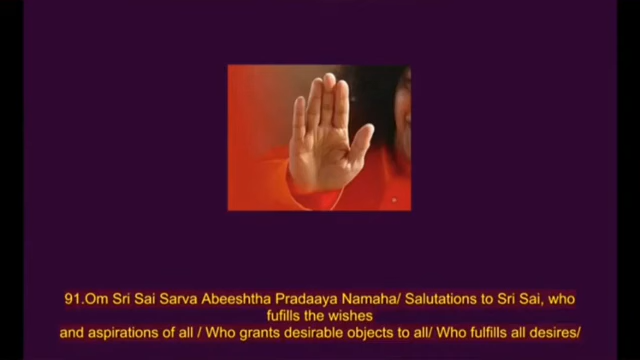 91.Om Sri Sai Sarva Abeeshtha Pradaaya Namaha/ Salutations to Sri Sai, who
fufills the wishes
and aspirations of all / Who grants desirable objects to all/ Who fulfills all desires/